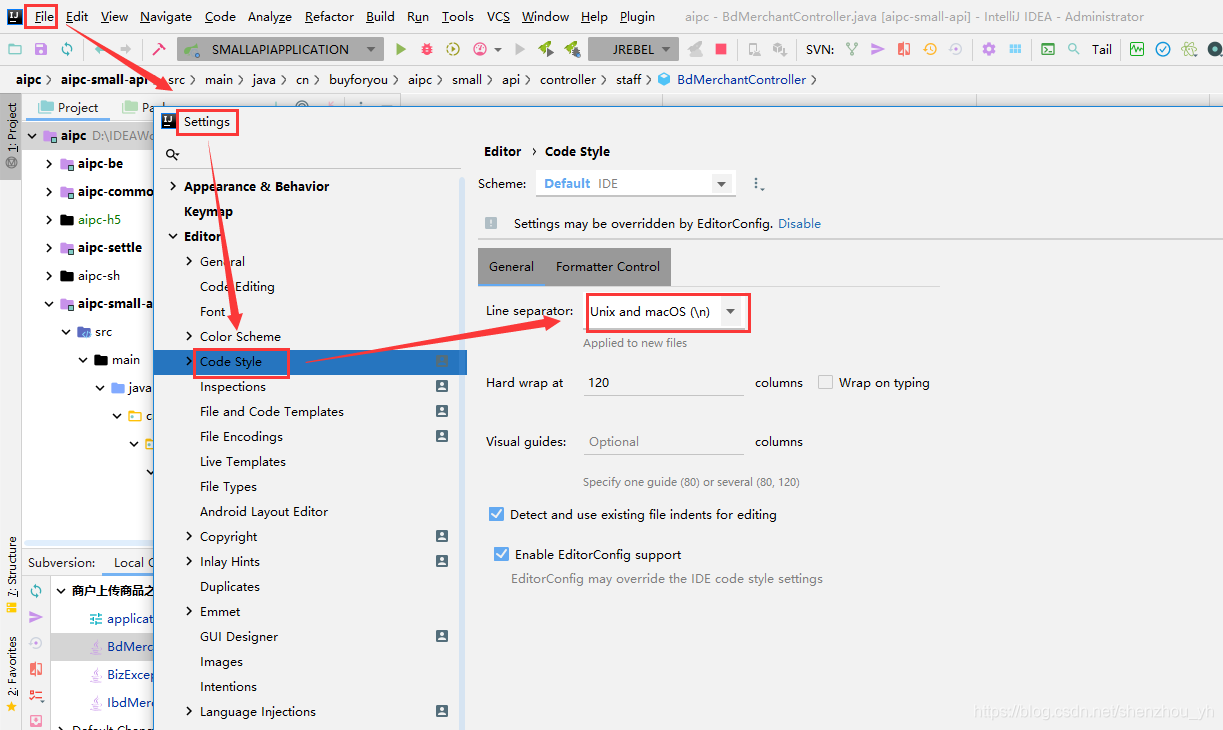 File Edit View Navigate Code Analyze Refactor Build Run Tools VCS Window Help Plugin aipc - BdMerchantController.java [aipc-small-api] - IntelliJ IDEA - Administrator
SMALLAPIAPPLICATION JREBEL SVN: Tail
aipc aipc-small-api src main java cn buyforyou aipc small api controller staff BdMerchantController
1: Project
Project Pa
aipc D:\IDEAWo
aipc-be
aipc-commo
aipc-h5
aipc-settle
aipc-sh
aipc-small-a
src
main
java
c
Subversion: Local C
商户上传商品之
applicat
BdMerc
BizExcep
IbdMer
Default Chang
Z: Structure
2: Favorites
Settings
Appearance & Behavior
Keymap
Editor
General
Code Editing
Font
Color Scheme
Code Style
Inspections
File and Code Templates
File Encodings
Live Templates
File Types
Android Layout Editor
Copyright
Inlay Hints
Duplicates
Emmet
GUI Designer
Images
Intentions
Language Injections
Editor › Code Style
Scheme: Default IDE
Settings may be overridden by EditorConfig. Disable
General Formatter Control
Line separator: Unix and macOS (\n)
Applied to new files
Hard wrap at 120 columns Wrap on typing
Visual guides: Optional columns
Specify one guide (80) or several (80, 120)
Detect and use existing file indents for editing
Enable EditorConfig support
EditorConfig may override the IDE code style settings
https://blog.csdn.net/shenzhou_yh